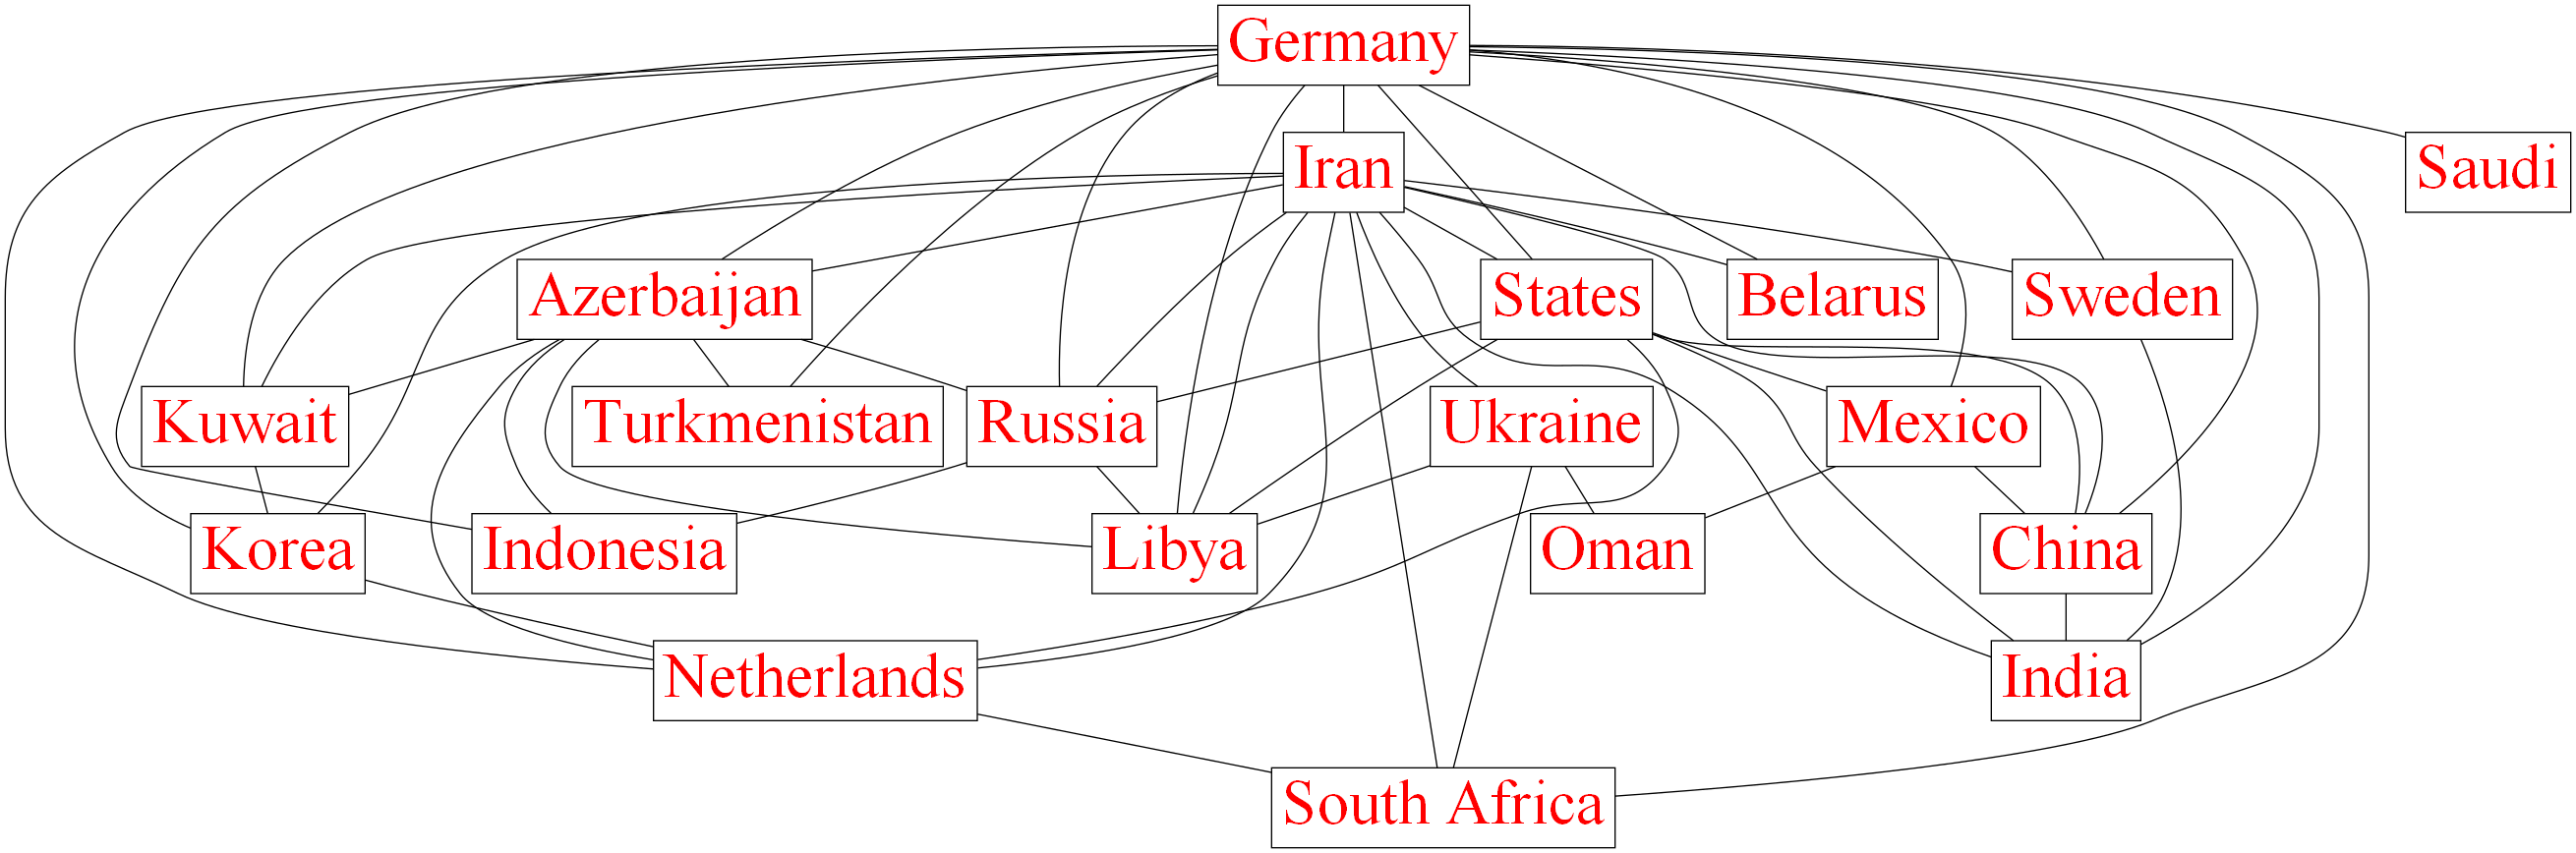 Germany
Iran
Saudi
Azerbaijan
States
Belarus
Sweden
Kuwait
Turkmenistan
Russia
Ukraine
Mexico
Korea
Indonesia
Libya
Oman
China
Netherlands
India
South Africa